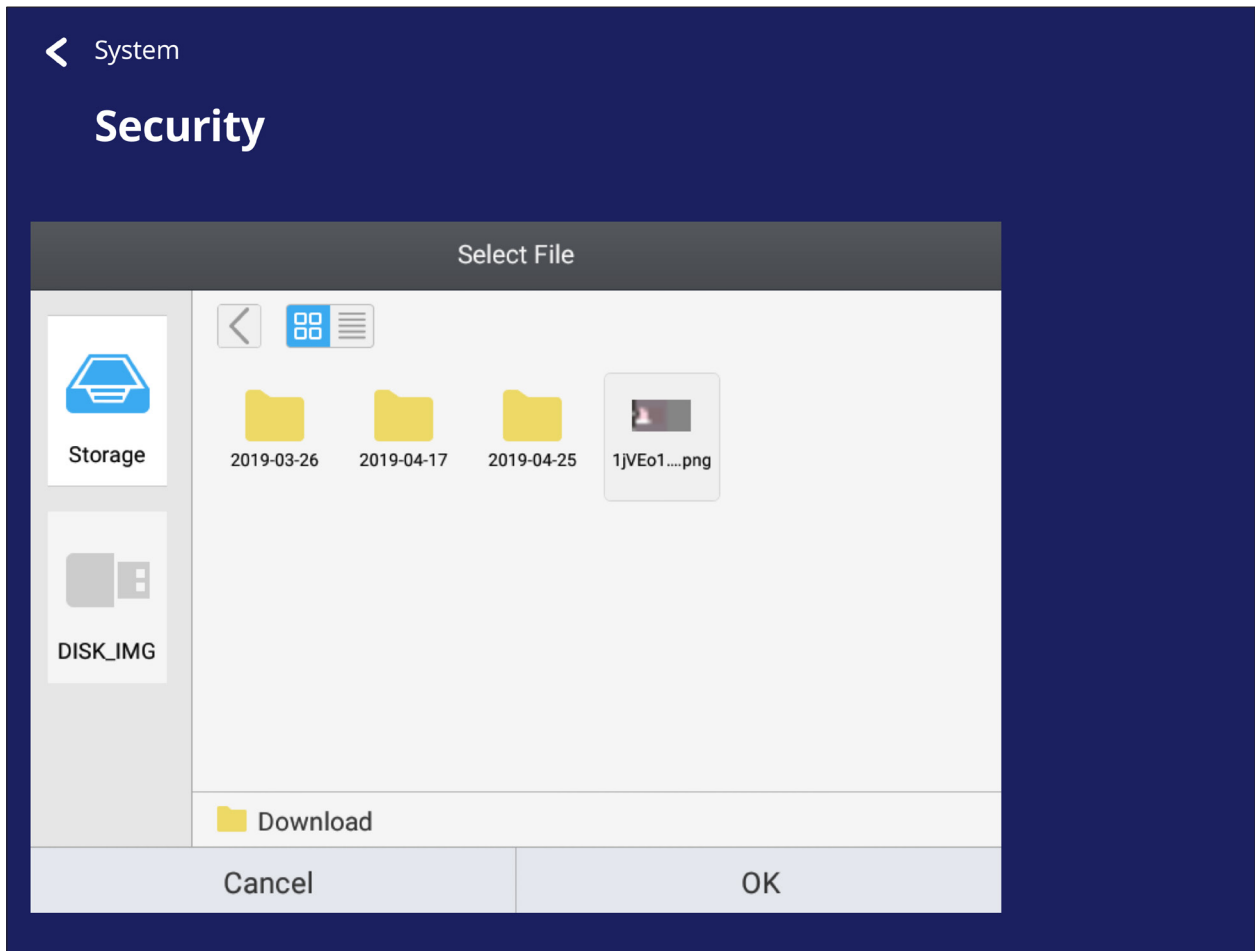 System
Security
Select File
Storage
DISK_IMG
2019-03-26
2019-04-17
2019-04-25
1jVEo1....png
Download
Cancel
OK